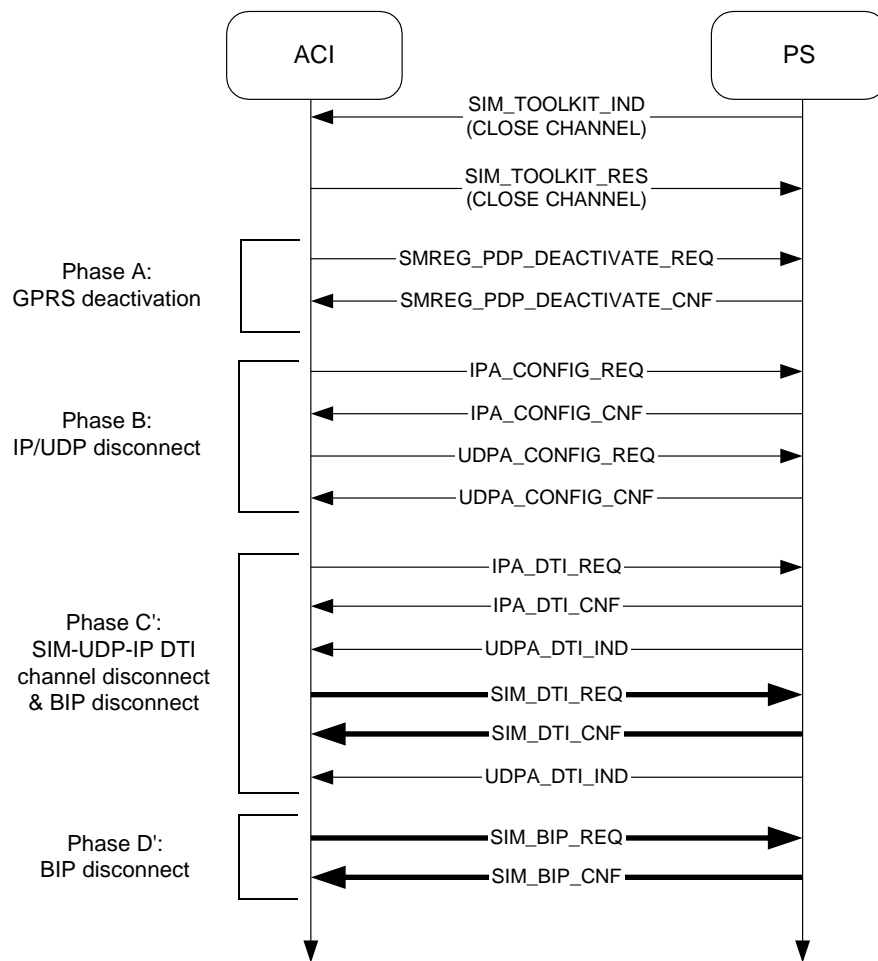 ACI
PS
SIM_TOOLKIT_IND
(CLOSE CHANNEL)
SIM_TOOLKIT_RES
(CLOSE CHANNEL)
Phase A:
GPRS deactivation
SMREG_PDP_DEACTIVATE_REQ
SMREG_PDP_DEACTIVATE_CNF
Phase B:
IP/UDP disconnect
IPA_CONFIG_REQ
IPA_CONFIG_CNF
UDPA_CONFIG_REQ
UDPA_CONFIG_CNF
Phase C':
SIM-UDP-IP DTI
channel disconnect
& BIP disconnect
IPA_DTI_REQ
IPA_DTI_CNF
UDPA_DTI_IND
SIM_DTI_REQ
SIM_DTI_CNF
UDPA_DTI_IND
Phase D':
BIP disconnect
SIM_BIP_REQ
SIM_BIP_CNF